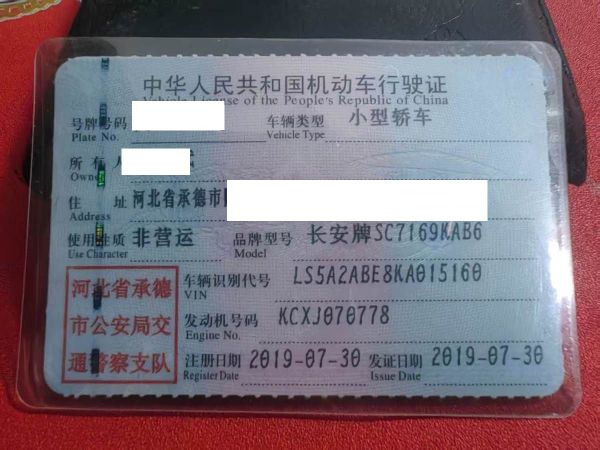 中华人民共和国机动车行驶证
Vehicle License of the People's Republic of China
号牌号码 车辆类型 小型轿车
Plate No. Vehicle Type
所有人
Owner
住址 河北省承德市
Address
使用性质 非营运 品牌型号 长安牌SC7169KAB6
Use Character Model
河北省承德
市公安局交
通警察支队
车辆识别代号 LS5A2ABE8KA015160
VIN
发动机号码 KCXJ070778
Engine No.
注册日期 2019-07-30 发证日期 2019-07-30
Register Date Issue Date